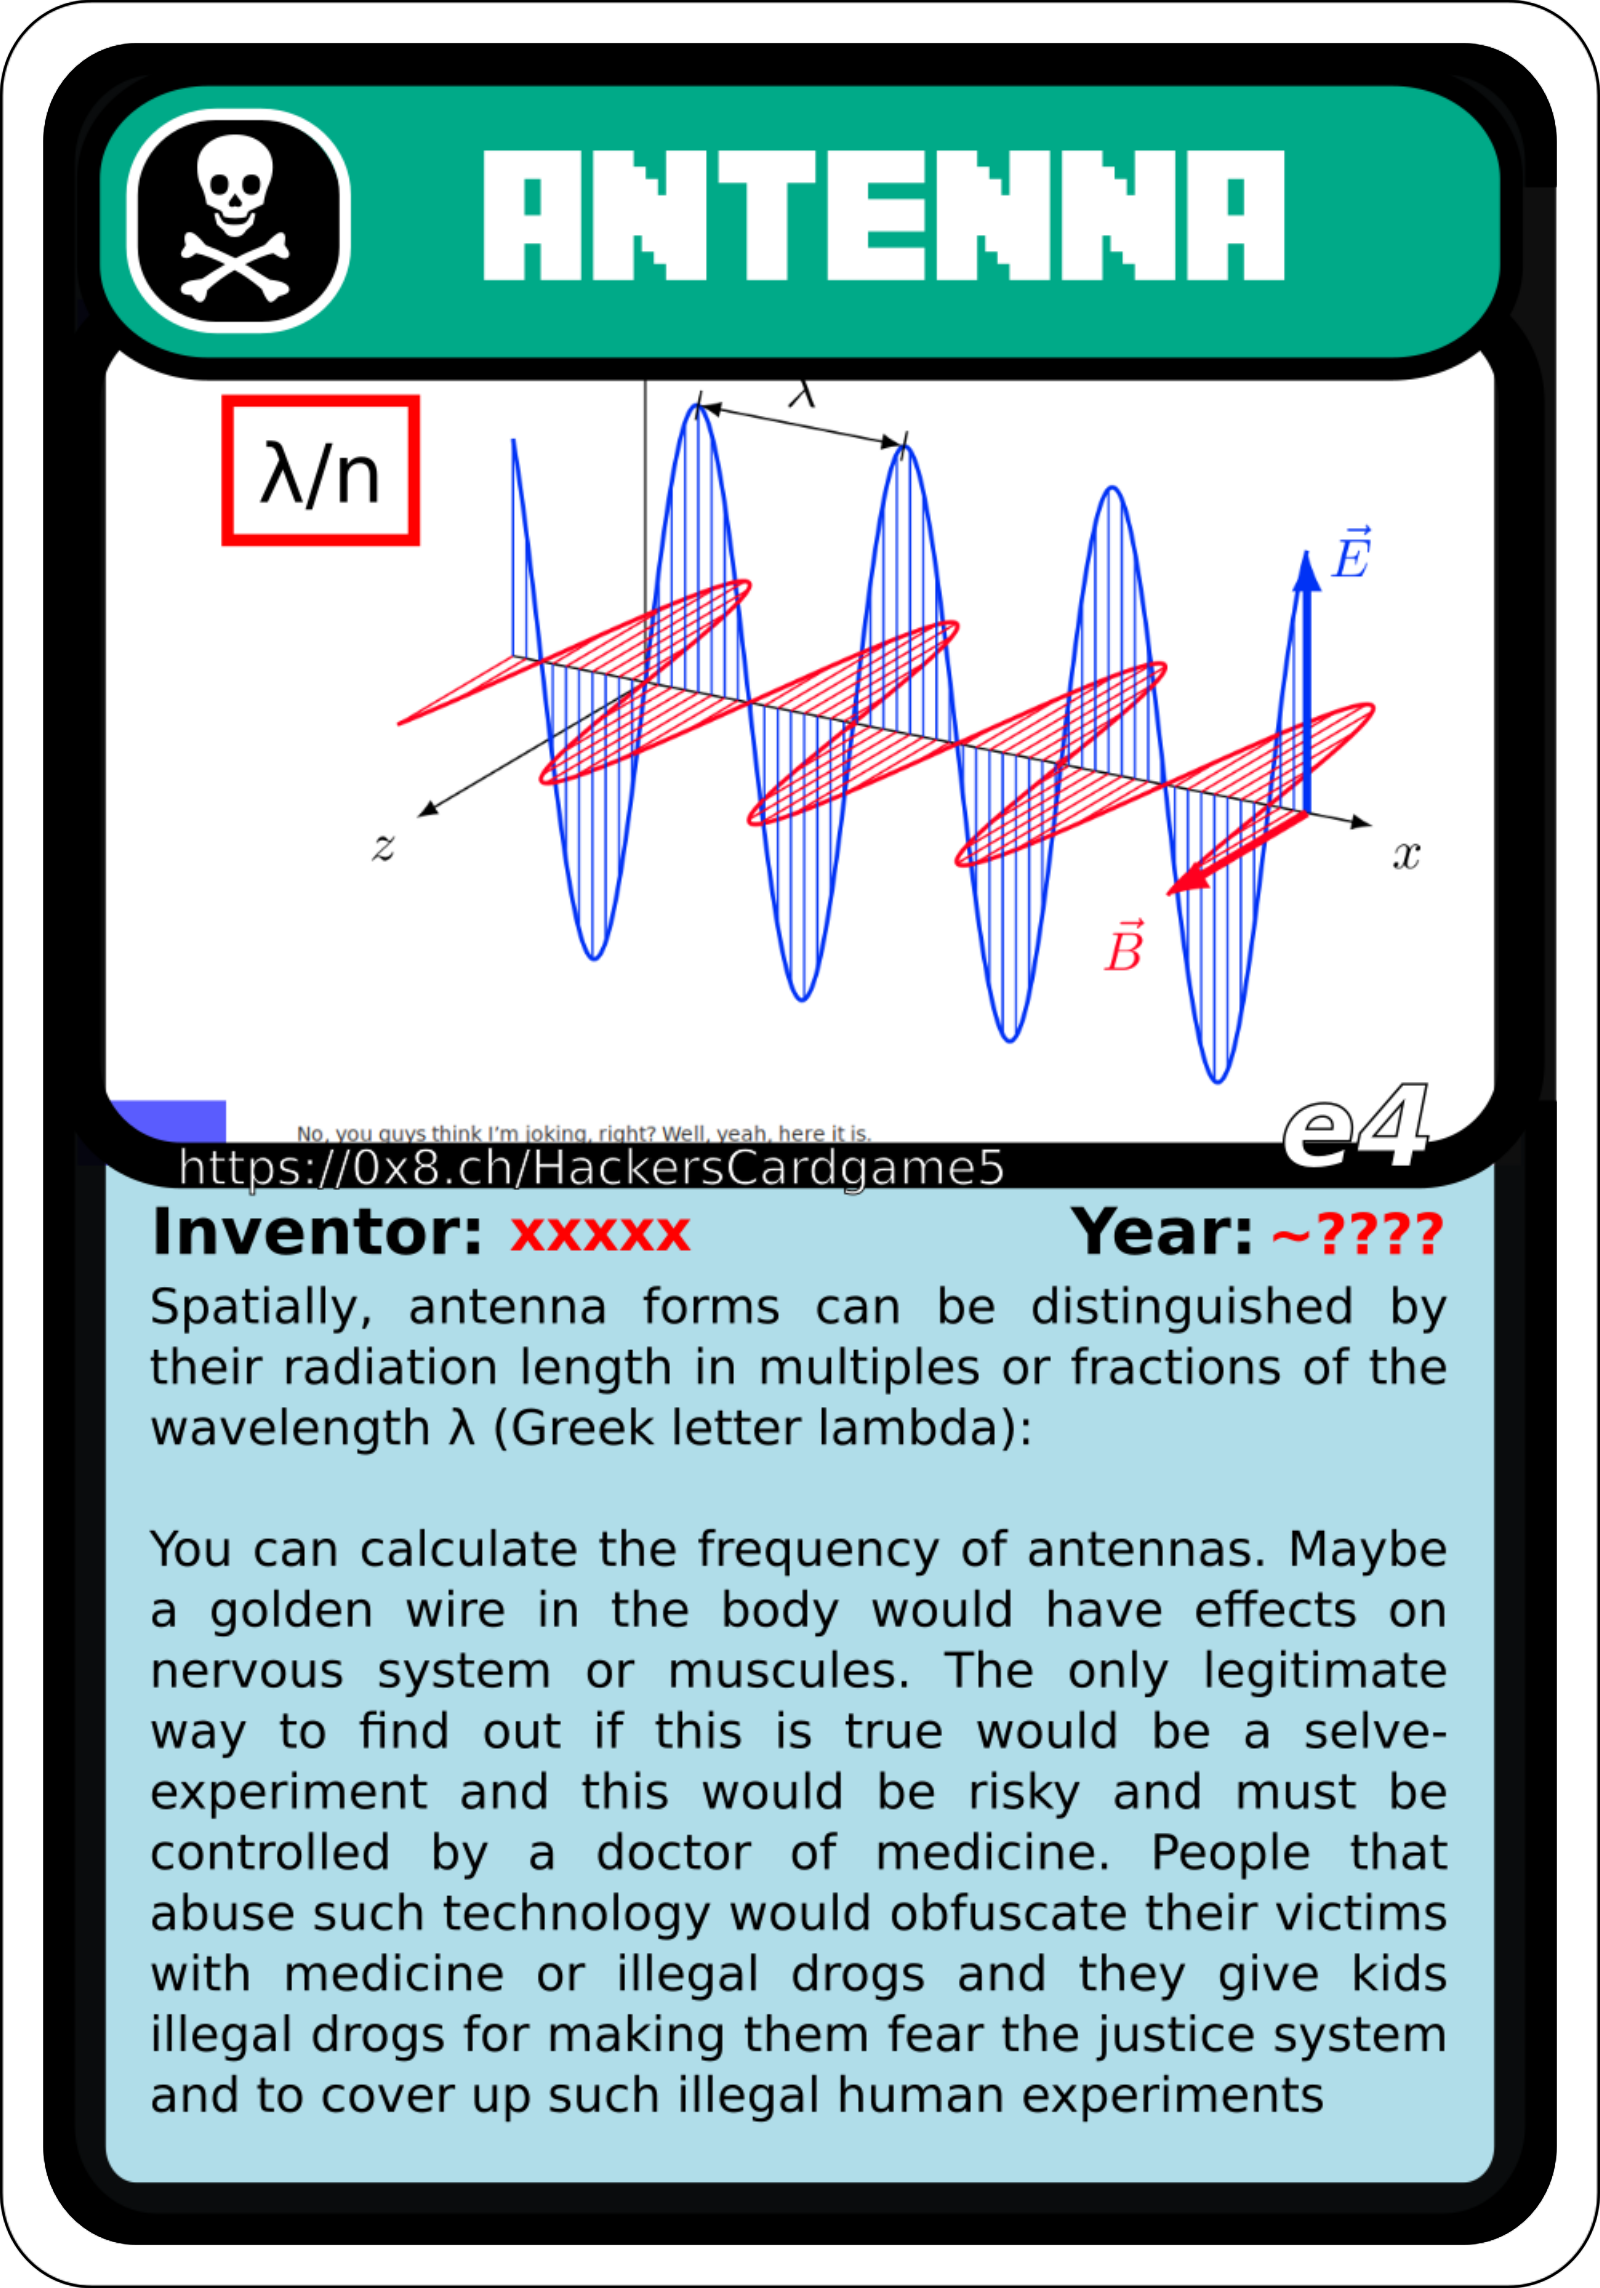 ANTENNA
λ/n
λ
E
z
x
B
No, you guys think I'm joking, right? Well, yeah, here it is.
e4
https://0x8.ch/HackersCardgame5
Inventor: xxxxx Year: ~????
Spatially, antenna forms can be distinguished by
their radiation length in multiples or fractions of the
wavelength λ (Greek letter lambda):
You can calculate the frequency of antennas. Maybe
a golden wire in the body would have effects on
nervous system or muscules. The only legitimate
way to find out if this is true would be a selve-
experiment and this would be risky and must be
controlled by a doctor of medicine. People that
abuse such technology would obfuscate their victims
with medicine or illegal drogs and they give kids
illegal drogs for making them fear the justice system
and to cover up such illegal human experiments